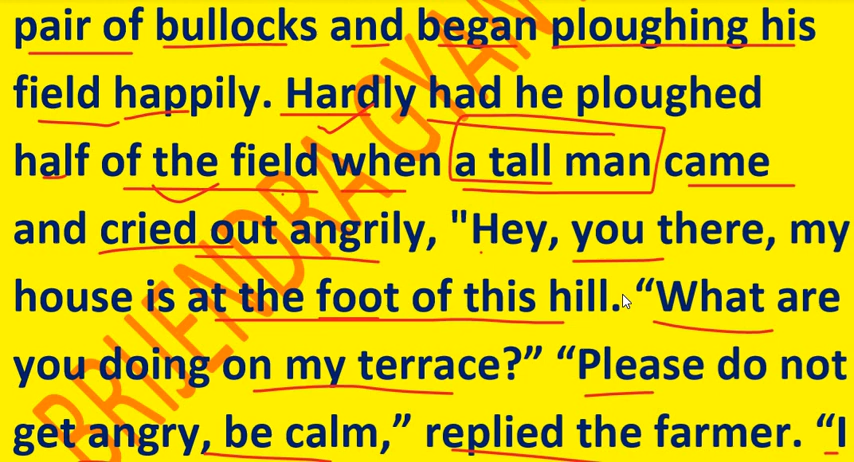 pair of bullocks and began ploughing his
field happily. Hardly had he ploughed
half of the field when a tall man came
and cried out angrily, "Hey, you there, my
house is at the foot of this hill. “What are
you doing on my terrace?” “Please do not
get angry, be calm,” replied the farmer. “I
BRIJENDRA GYAN